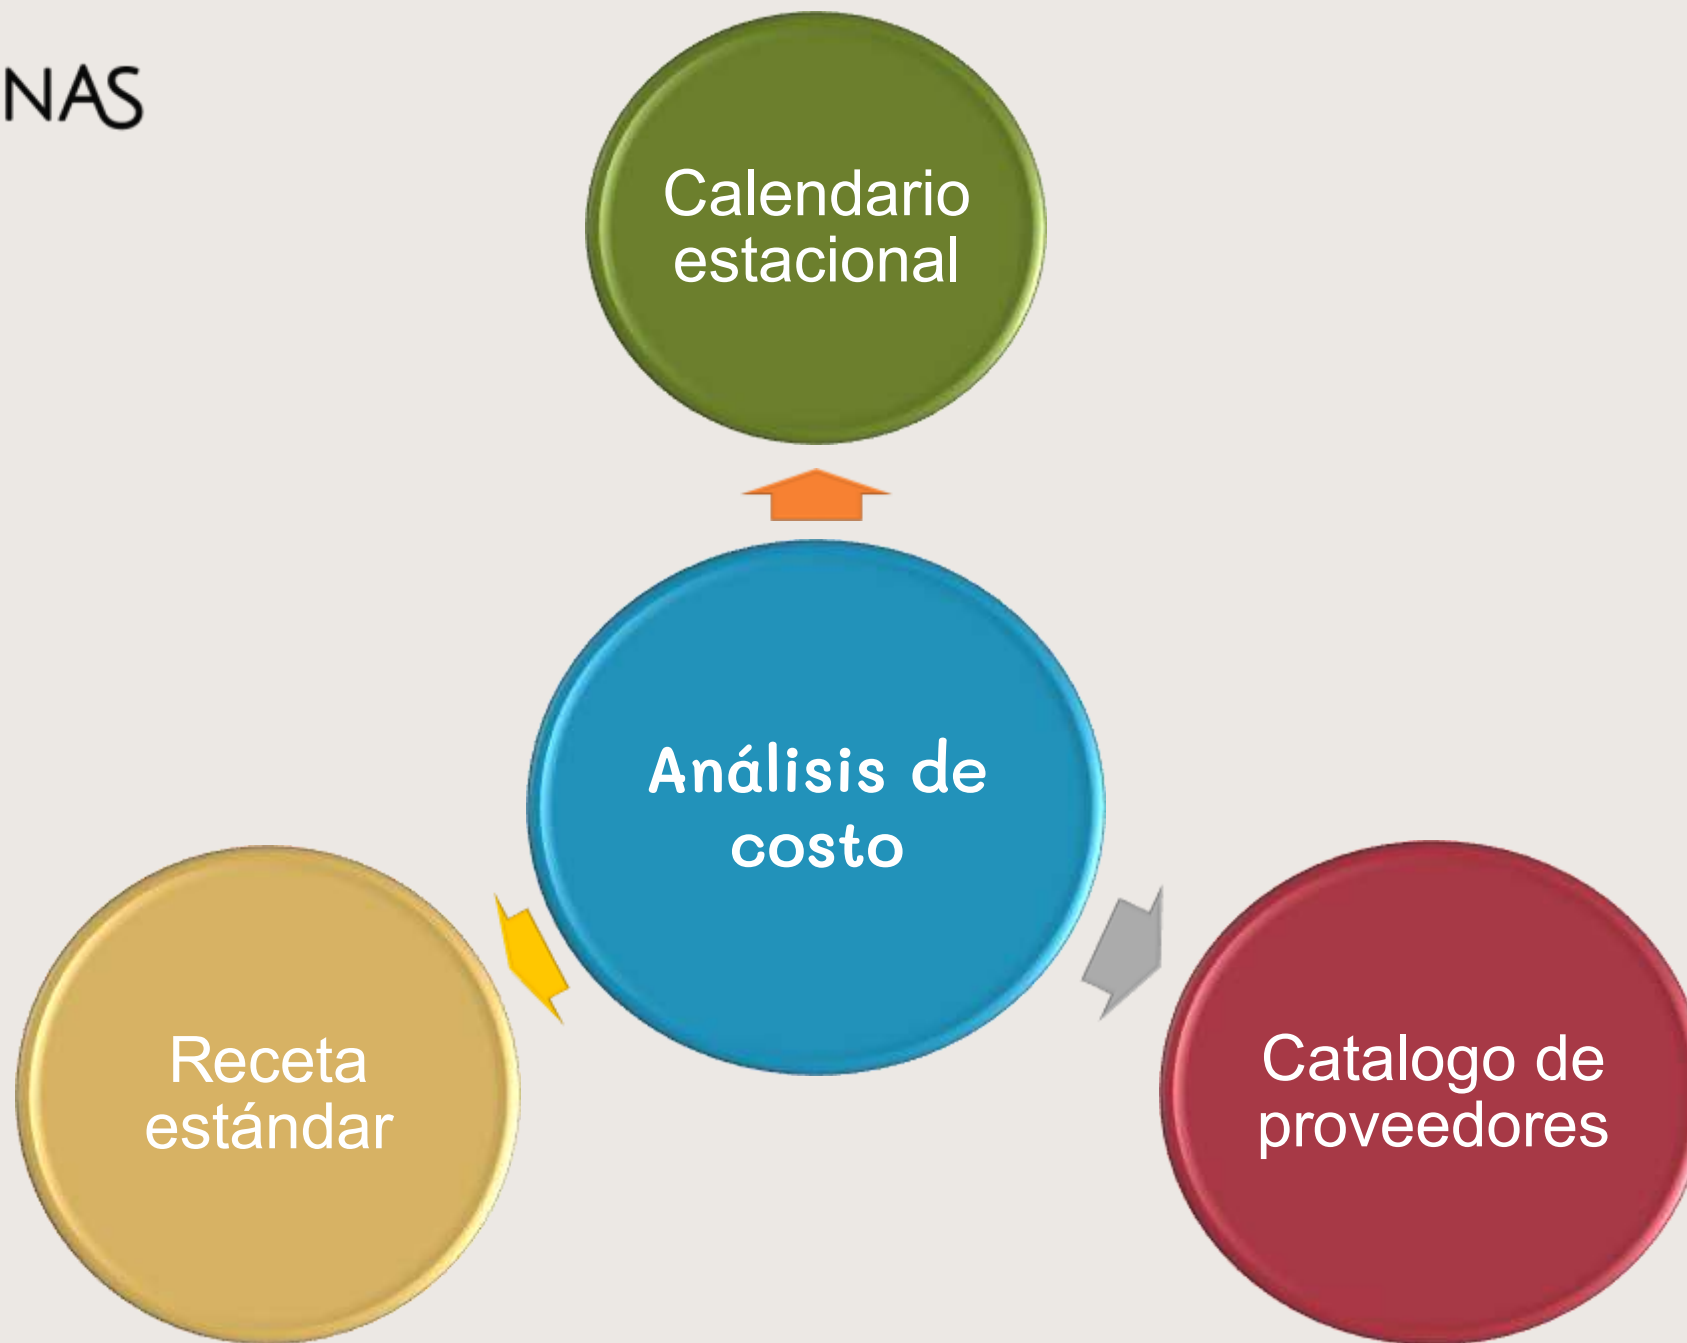 NAS
Calendario
estacional
Análisis de
costo
Receta
estándar
Catalogo de
proveedores